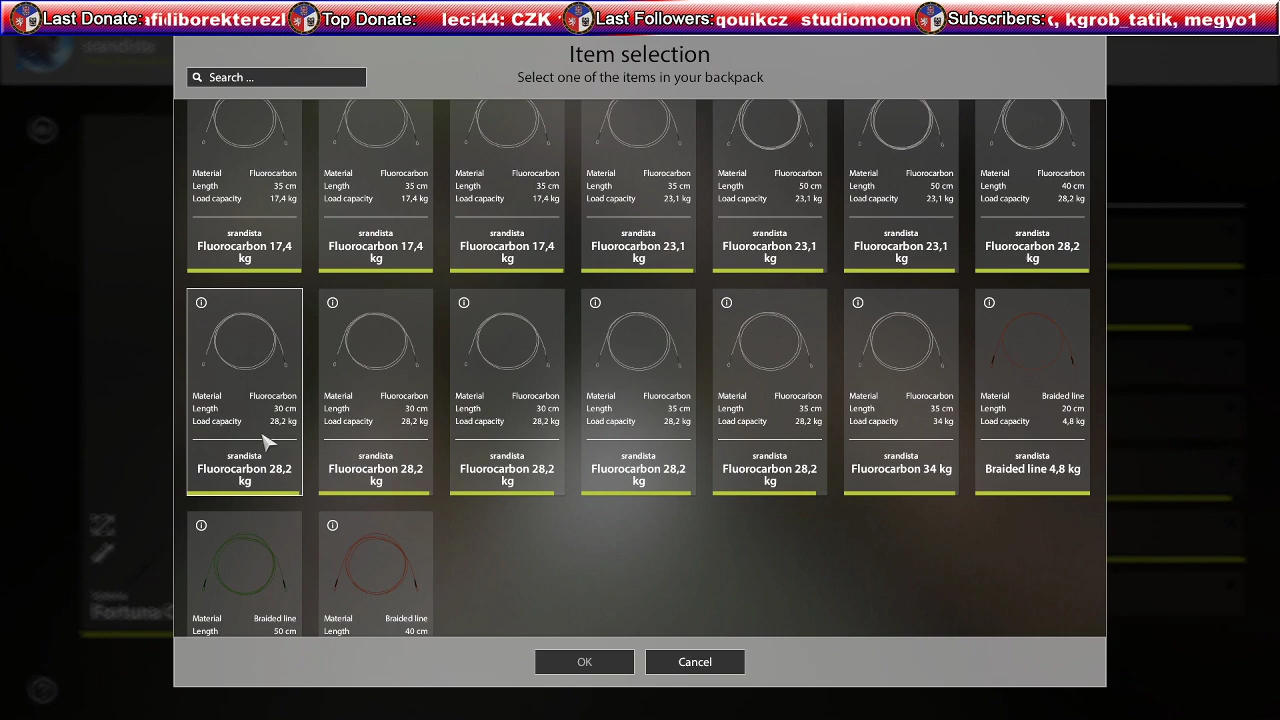 Last Donate:
afiliborekterezl
Top Donate:
leci44: CZK
Last Followers:
qouikcz studiomoon
Subscribers:
, kgrob_tatik, megyo1
srandista
Item selection
Select one of the items in your backpack
Search ...
Material Fluorocarbon
Length 35 cm
Load capacity 17,4 kg
srandista
Fluorocarbon 17,4
kg
Material Fluorocarbon
Length 35 cm
Load capacity 17,4 kg
srandista
Fluorocarbon 17,4
kg
Material Fluorocarbon
Length 35 cm
Load capacity 17,4 kg
srandista
Fluorocarbon 17,4
kg
Material Fluorocarbon
Length 35 cm
Load capacity 23,1 kg
srandista
Fluorocarbon 23,1
kg
Material Fluorocarbon
Length 50 cm
Load capacity 23,1 kg
srandista
Fluorocarbon 23,1
kg
Material Fluorocarbon
Length 50 cm
Load capacity 23,1 kg
srandista
Fluorocarbon 23,1
kg
Material Fluorocarbon
Length 40 cm
Load capacity 28,2 kg
srandista
Fluorocarbon 28,2
kg
Material Fluorocarbon
Length 30 cm
Load capacity 28,2 kg
srandista
Fluorocarbon 28,2
kg
Material Fluorocarbon
Length 30 cm
Load capacity 28,2 kg
srandista
Fluorocarbon 28,2
kg
Material Fluorocarbon
Length 30 cm
Load capacity 28,2 kg
srandista
Fluorocarbon 28,2
kg
Material Fluorocarbon
Length 35 cm
Load capacity 28,2 kg
srandista
Fluorocarbon 28,2
kg
Material Fluorocarbon
Length 35 cm
Load capacity 28,2 kg
srandista
Fluorocarbon 28,2
kg
Material Fluorocarbon
Length 35 cm
Load capacity 34 kg
srandista
Fluorocarbon 34 kg
Material Braided line
Length 20 cm
Load capacity 4,8 kg
srandista
Braided line 4,8 kg
Material Braided line
Length 50 cm
Material Braided line
Length 40 cm
Fortuna
OK
Cancel